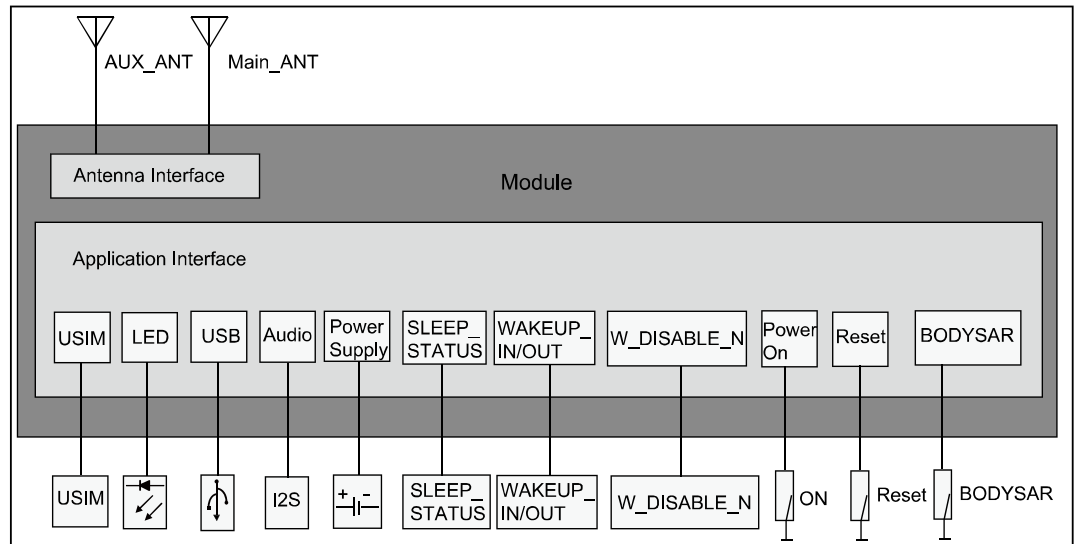 AUX_ANT
Main_ANT
Antenna Interface
Module
Application Interface
USIM
LED
USB
Audio
Power
Supply
SLEEP_
STATUS
WAKEUP_
IN/OUT
W_DISABLE_N
Power
On
Reset
BODYSAR
USIM
I2S
+ -
SLEEP_
STATUS
WAKEUP_
IN/OUT
W_DISABLE_N
ON
Reset
BODYSAR